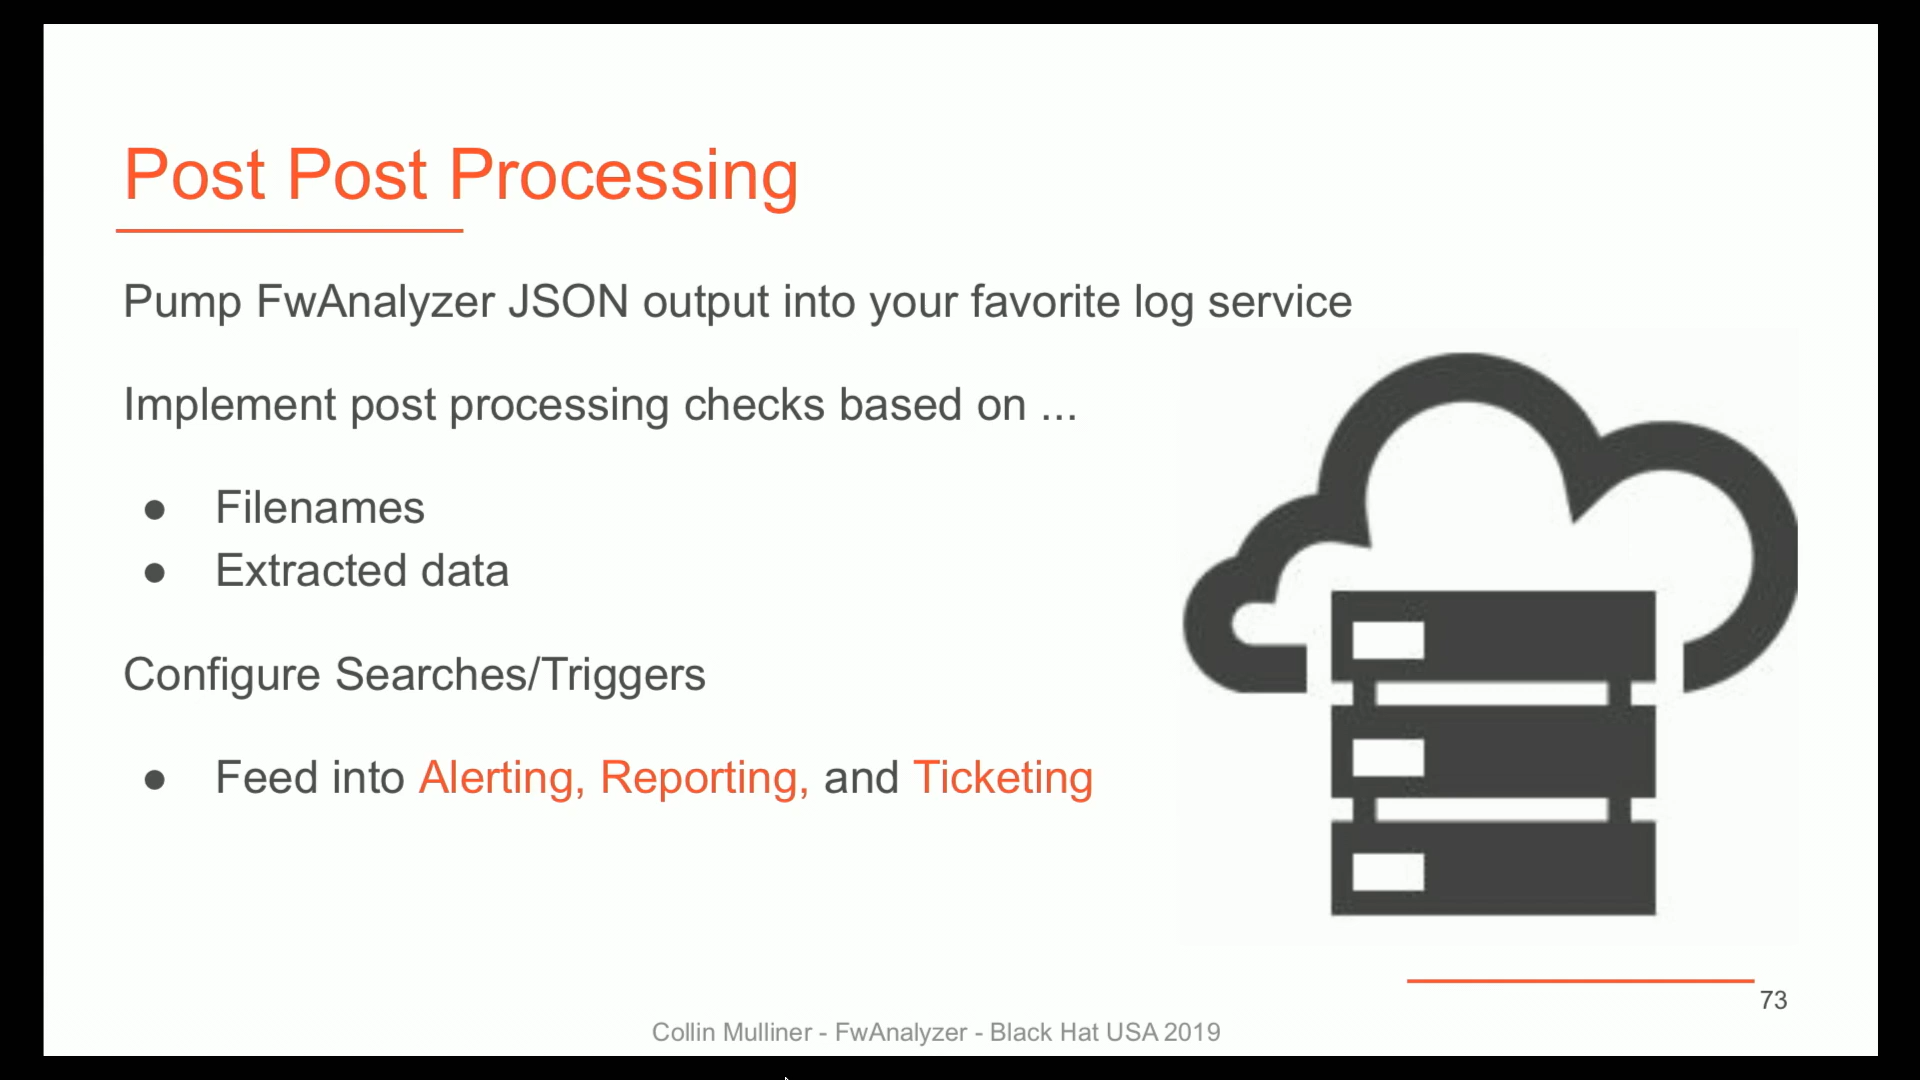 Post Post Processing
Pump FwAnalyzer JSON output into your favorite log service
Implement post processing checks based on ...
● Filenames
● Extracted data
Configure Searches/Triggers
● Feed into Alerting, Reporting, and Ticketing
73
Collin Mulliner - FwAnalyzer - Black Hat USA 2019